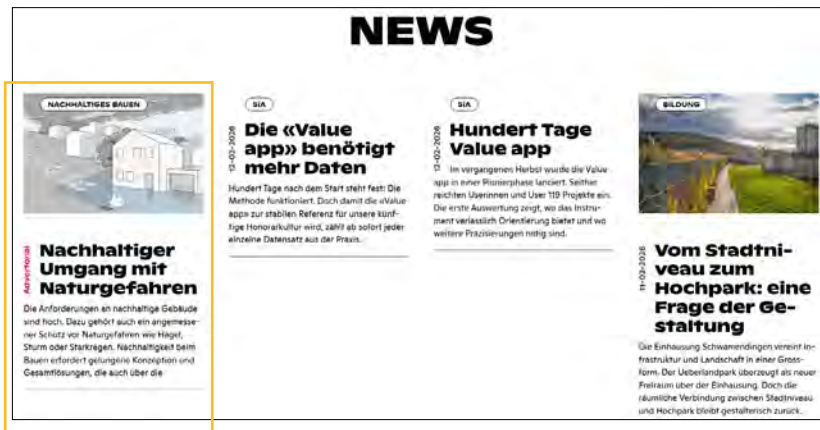 NEWS
NACHHALTIGES BAUEN
Advertorial
Nachhaltiger
Umgang mit
Naturgefahren
Die Anforderungen an nachhaltige Gebäude
sind hoch. Dazu gehört auch ein angemesse-
ner Schutz vor Naturgefahren wie Hagel,
Sturm oder Starkregen. Nachhaltigkeit beim
Bauen erfordert gelungene Konzeption und
Gesamtlösungen, die auch über die
SIA
12-02-2026
Die «Value
app» benötigt
mehr Daten
Hundert Tage nach dem Start steht fest: Die
Methode funktioniert. Doch damit die «Value
app» zur stabilen Referenz für unsere künf-
tige Honorarkultur wird, zählt ab sofort jeder
einzelne Datensatz aus der Praxis.
SIA
12-02-2026
Hundert Tage
Value app
Im vergangenen Herbst wurde die Value
app in einer Pionierphase lanciert. Seither
reichten Userinnen und User 119 Projekte ein.
Die erste Auswertung zeigt, wo das Instru-
ment verlässlich Orientierung bietet und wo
weitere Präzisierungen nötig sind.
BILDUNG
11-02-2026
Vom Stadtni-
veau zum
Hochpark: eine
Frage der Ge-
staltung
Die Einhausung Schwamendingen vereint In-
frastruktur und Landschaft in einer Gross-
form. Der Ueberlandpark überzeugt als neuer
Freiraum über der Einhausung. Doch die
räumliche Verbindung zwischen Stadtniveau
und Hochpark bleibt gestalterisch zurück.